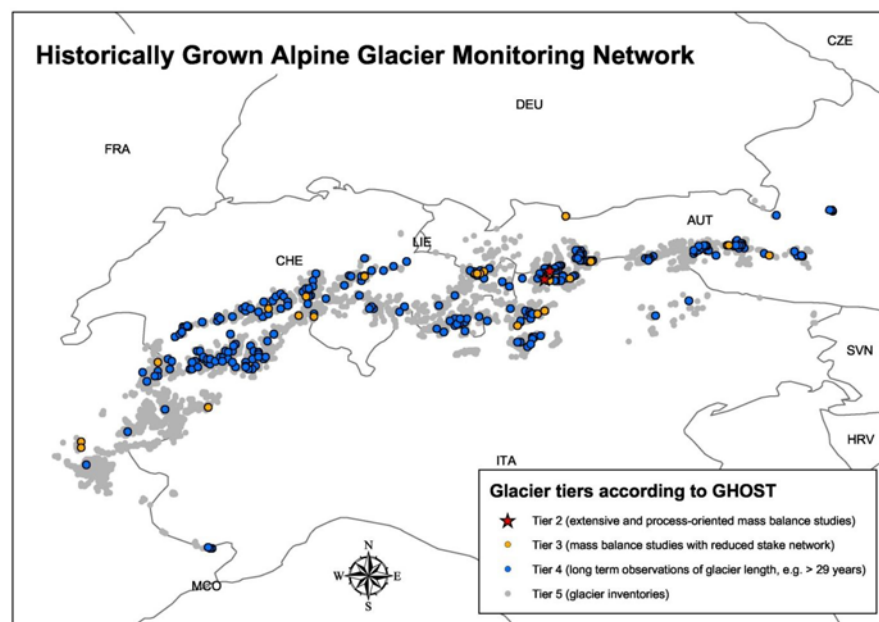 Historically Grown Alpine Glacier Monitoring Network
CZE
DEU
FRA
AUT
LIE
CHE
SVN
HRV
ITA
MCO
N
W E
S
Glacier tiers according to GHOST
Tier 2 (extensive and process-oriented mass balance studies)
Tier 3 (mass balance studies with reduced stake network)
Tier 4 (long term observations of glacier length, e.g. > 29 years)
Tier 5 (glacier inventories)